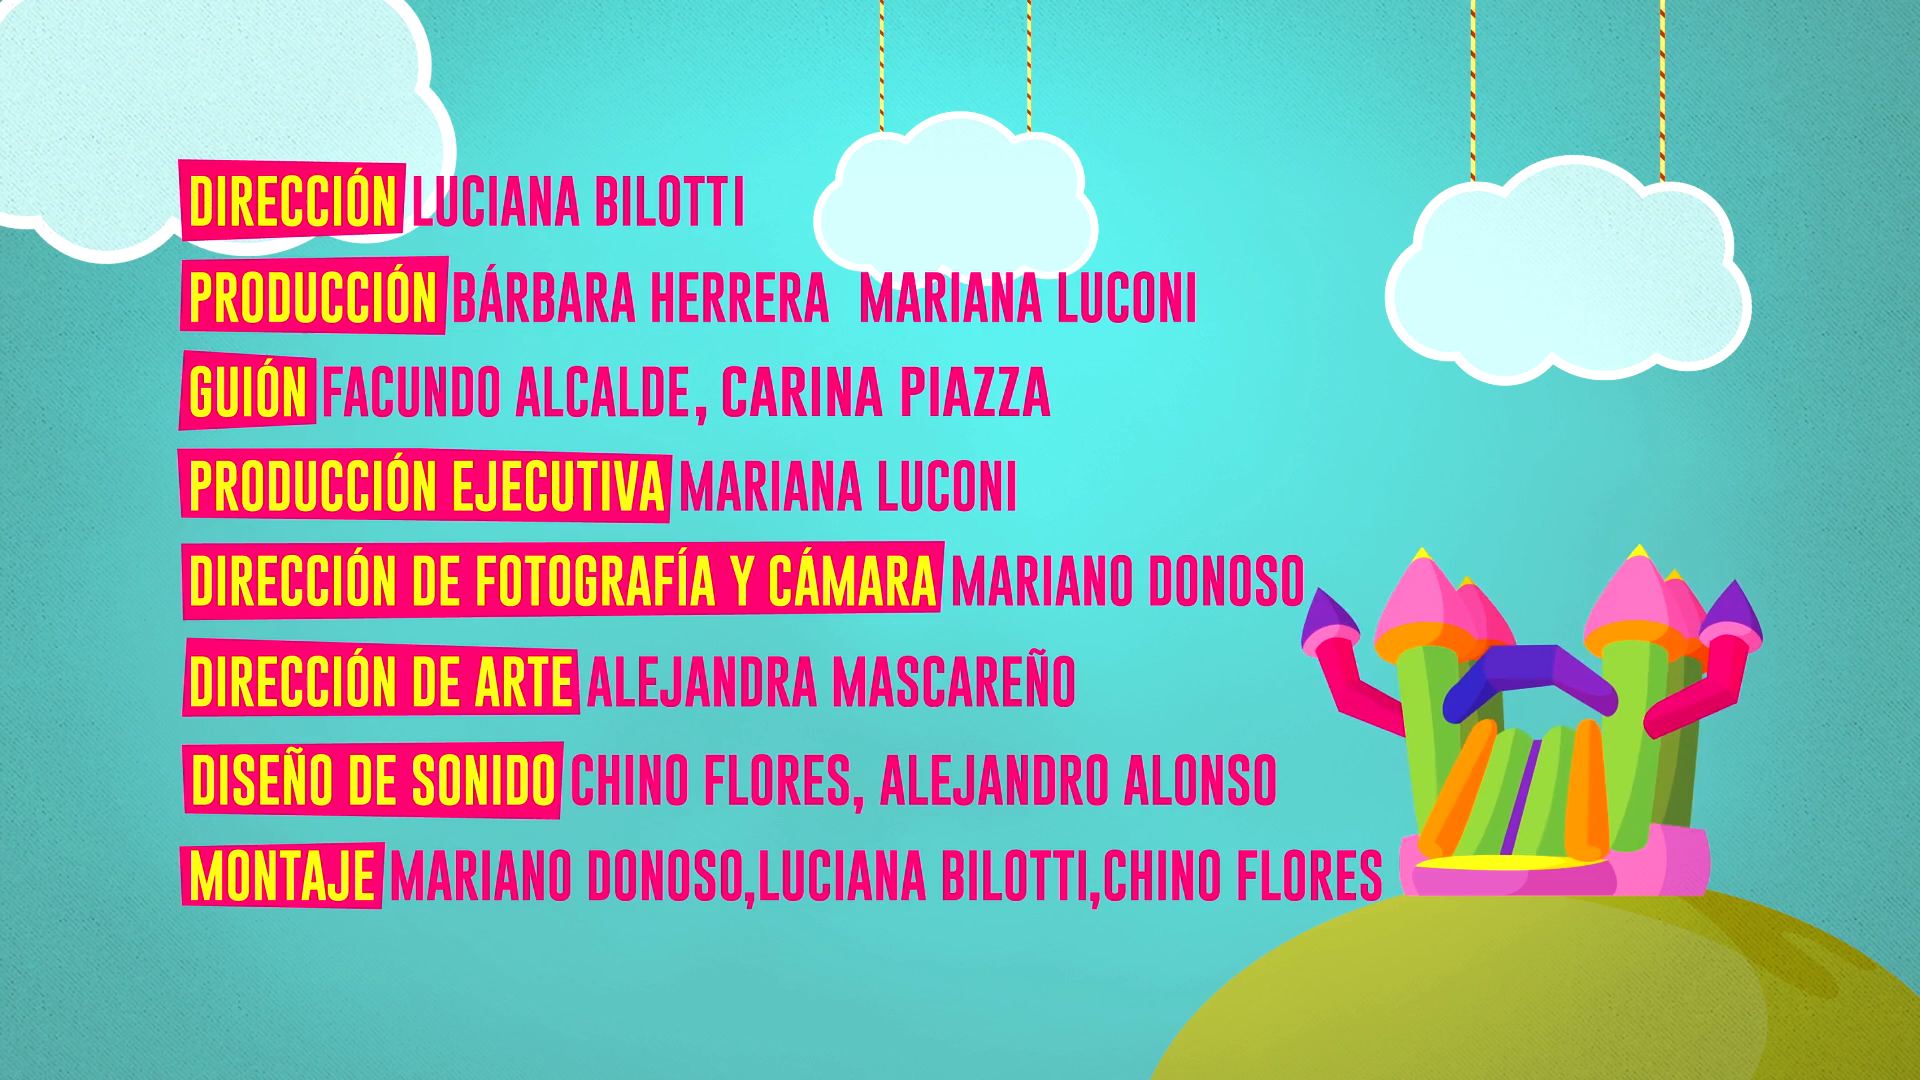 DIRECCIÓN LUCIANA BILOTTI
PRODUCCIÓN BÁRBARA HERRERA MARIANA LUCONI
GUIÓN FACUNDO ALCALDE, CARINA PIAZZA
PRODUCCIÓN EJECUTIVA MARIANA LUCONI
DIRECCIÓN DE FOTOGRAFÍA Y CÁMARA MARIANO DONOSO
DIRECCIÓN DE ARTE ALEJANDRA MASCAREÑO
DISEÑO DE SONIDO CHINO FLORES, ALEJANDRO ALONSO
MONTAJE MARIANO DONOSO,LUCIANA BILOTTI,CHINO FLORES